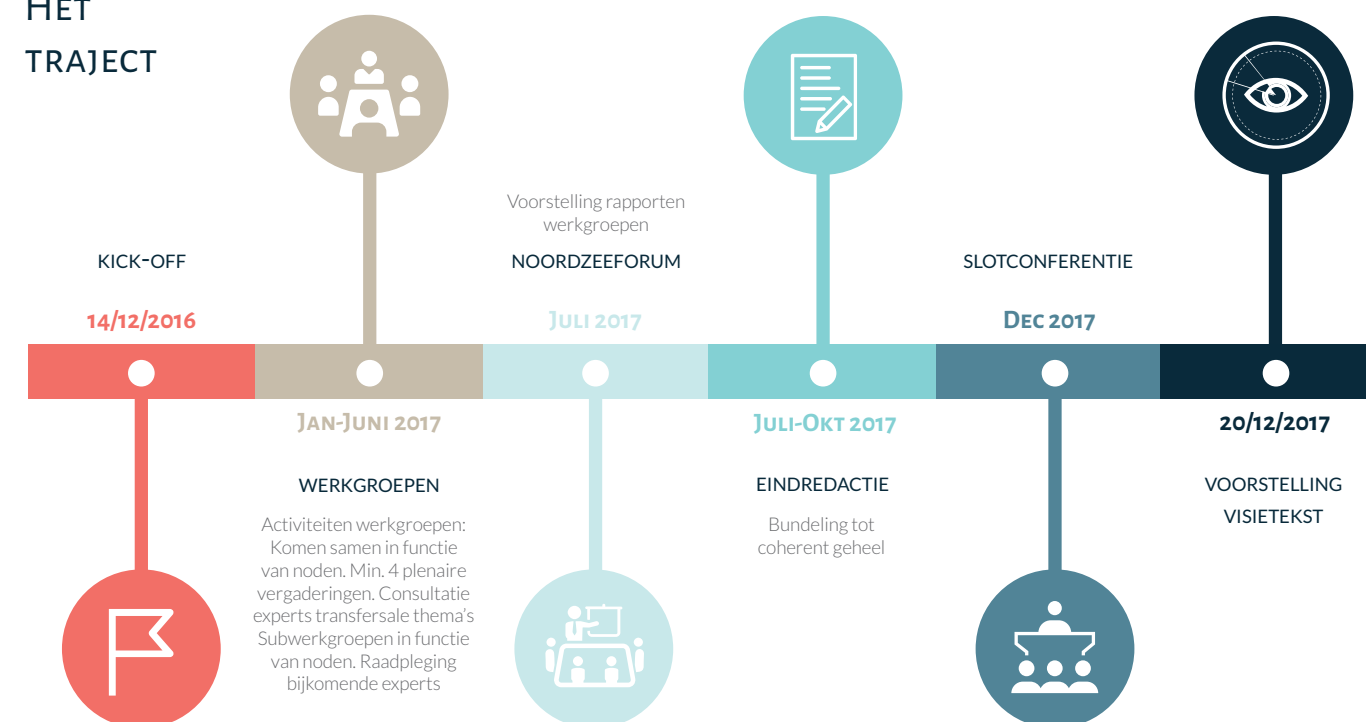 Het
traject
kick-off
14/12/2016
Jan-Juni 2017
werkgroepen
Activiteiten werkgroepen:
Komen samen in functie
van noden. Min. 4 plenaire
vergaderingen. Consultatie
experts transfersale thema's
Subwerkgroepen in functie
van noden. Raadpleging
bijkomende experts
Voorstelling rapporten
werkgroepen
noordzeeforum
Juli 2017
Juli-Okt 2017
eindredactie
Bundeling tot
coherent geheel
slotconferentie
Dec 2017
20/12/2017
voorstelling
visietekst